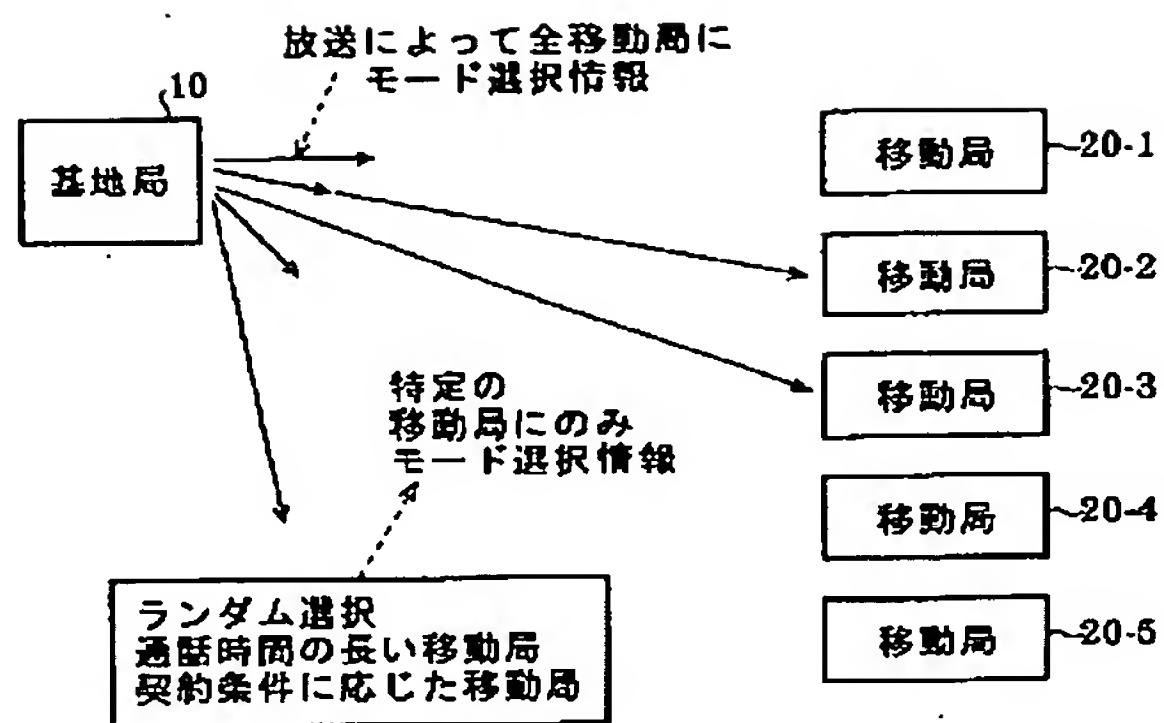 放送によって全移動局に
モード選択情報
10
基地局
移動局
20-1
移動局
20-2
移動局
20-3
特定の
移動局にのみ
モード選択情報
移動局
20-4
ランダム選択
通話時間の長い移動局
契約条件に応じた移動局
移動局
20-5